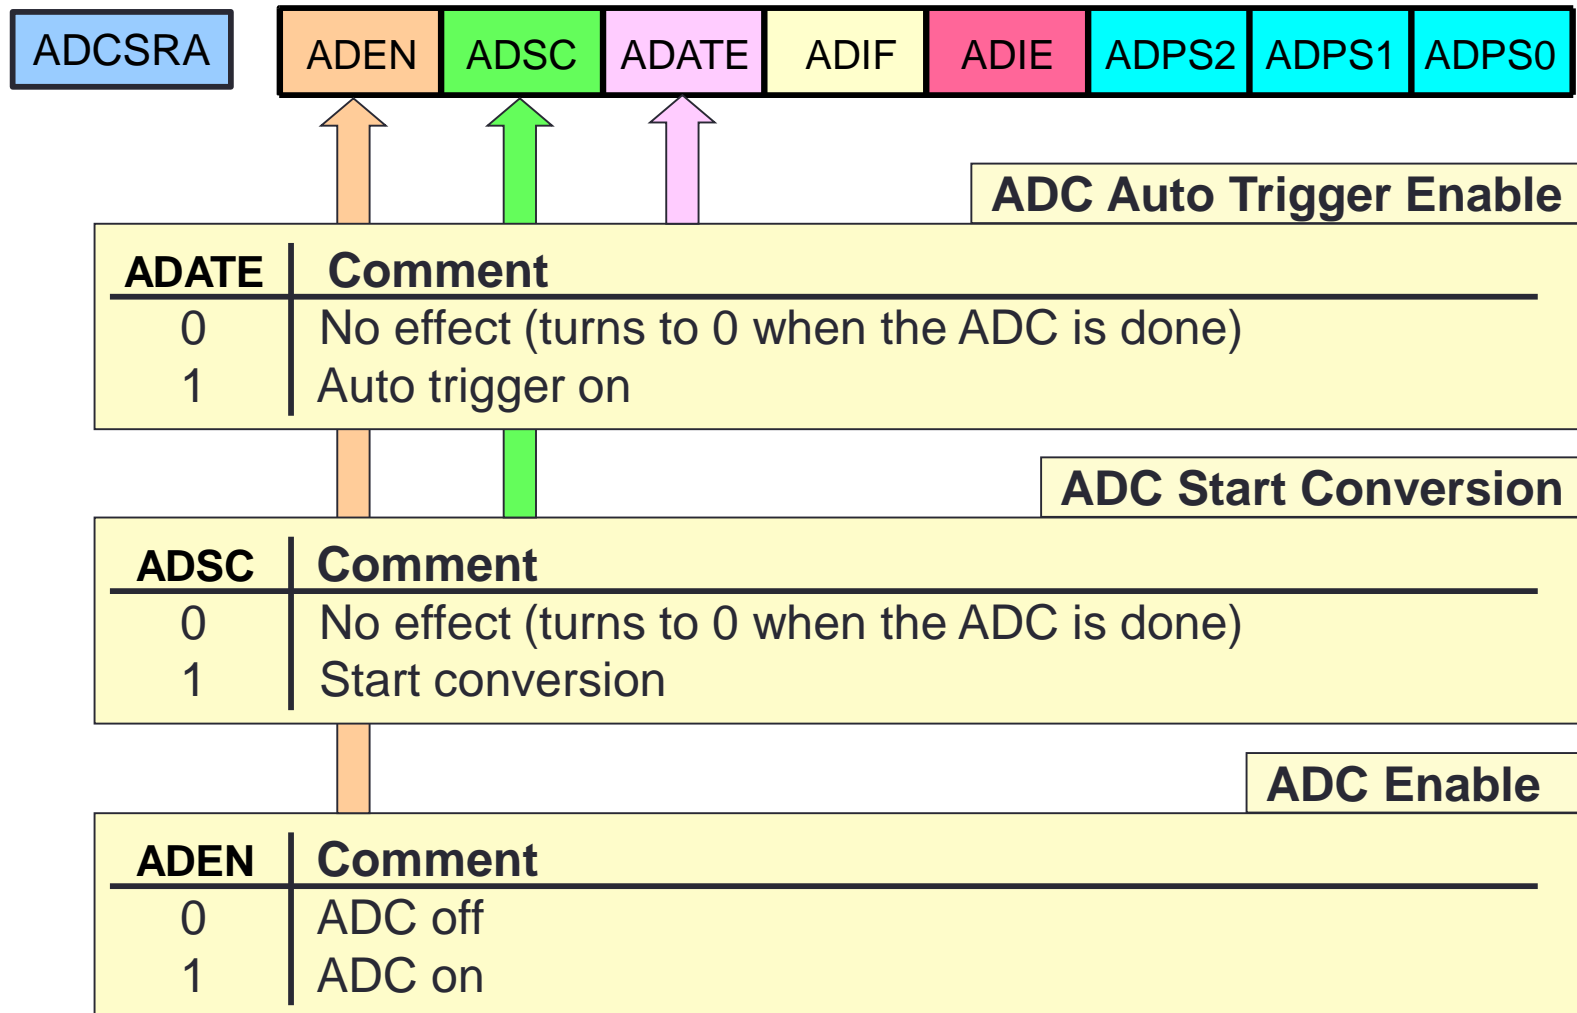 ADCSRA ADEN ADSC ADATE ADIF ADIE ADPS2 ADPS1 ADPS0
ADC Auto Trigger Enable
ADATE Comment
0 No effect (turns to 0 when the ADC is done)
1 Auto trigger on
ADC Start Conversion
ADSC Comment
0 No effect (turns to 0 when the ADC is done)
1 Start conversion
ADC Enable
ADEN Comment
0 ADC off
1 ADC on